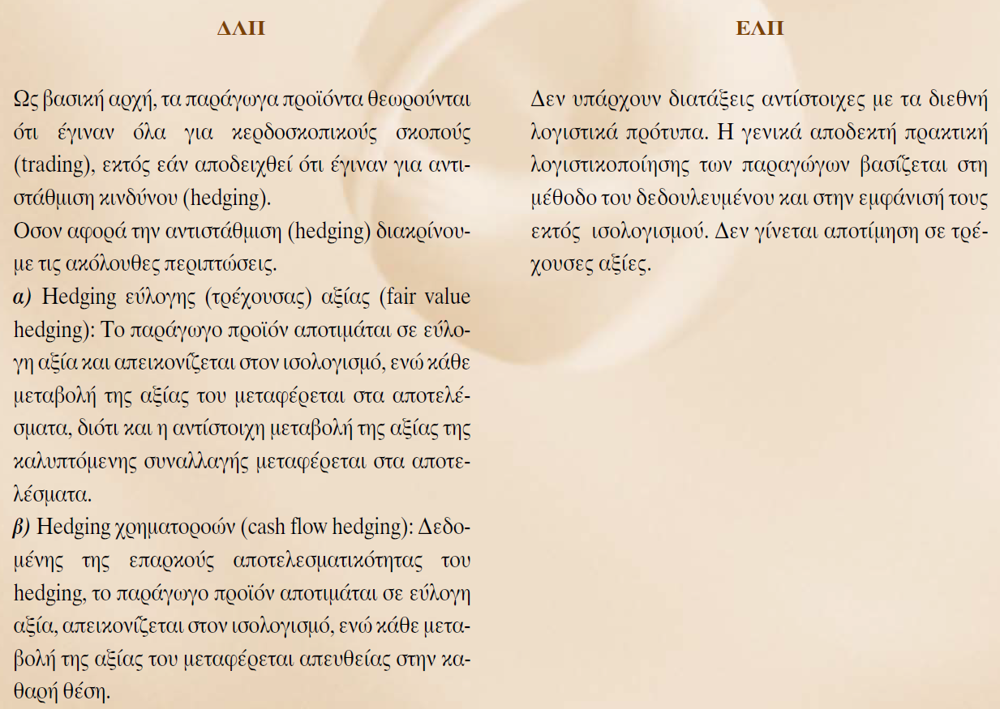 ΔΛΠ
Ως βασική αρχή, τα παράγωγα προϊόντα θεωρούνται
ότι έγιναν όλα για κερδοσκοπικούς σκοπούς
(trading), εκτός εάν αποδειχθεί ότι έγιναν για αντι-
στάθμιση κινδύνου (hedging).
Οσον αφορά την αντιστάθμιση (hedging) διακρίνου-
με τις ακόλουθες περιπτώσεις.
α) Hedging εύλογης (τρέχουσας) αξίας (fair value
hedging): Το παράγωγο προϊόν αποτιμάται σε εύλο-
γη αξία και απεικονίζεται στον ισολογισμό, ενώ κάθε
μεταβολή της αξίας του μεταφέρεται στα αποτελέ-
σματα, διότι και η αντίστοιχη μεταβολή της αξίας της
καλυπτόμενης συναλλαγής μεταφέρεται στα αποτε-
λέσματα.
β) Hedging χρηματοροών (cash flow hedging): Δεδο-
μένης της επαρκούς αποτελεσματικότητας του
hedging, το παράγωγο προϊόν αποτιμάται σε εύλογη
αξία, απεικονίζεται στον ισολογισμό, ενώ κάθε μετα-
βολή της αξίας του μεταφέρεται απευθείας στην κα-
θαρή θέση.
ΕΛΠ
Δεν υπάρχουν διατάξεις αντίστοιχες με τα διεθνή
λογιστικά πρότυπα. Η γενικά αποδεκτή πρακτική
λογιστικοποίησης των παραγώγων βασίζεται στη
μέθοδο του δεδουλευμένου και στην εμφάνισή τους
εκτός ισολογισμού. Δεν γίνεται αποτίμηση σε τρέ-
χουσες αξίες.